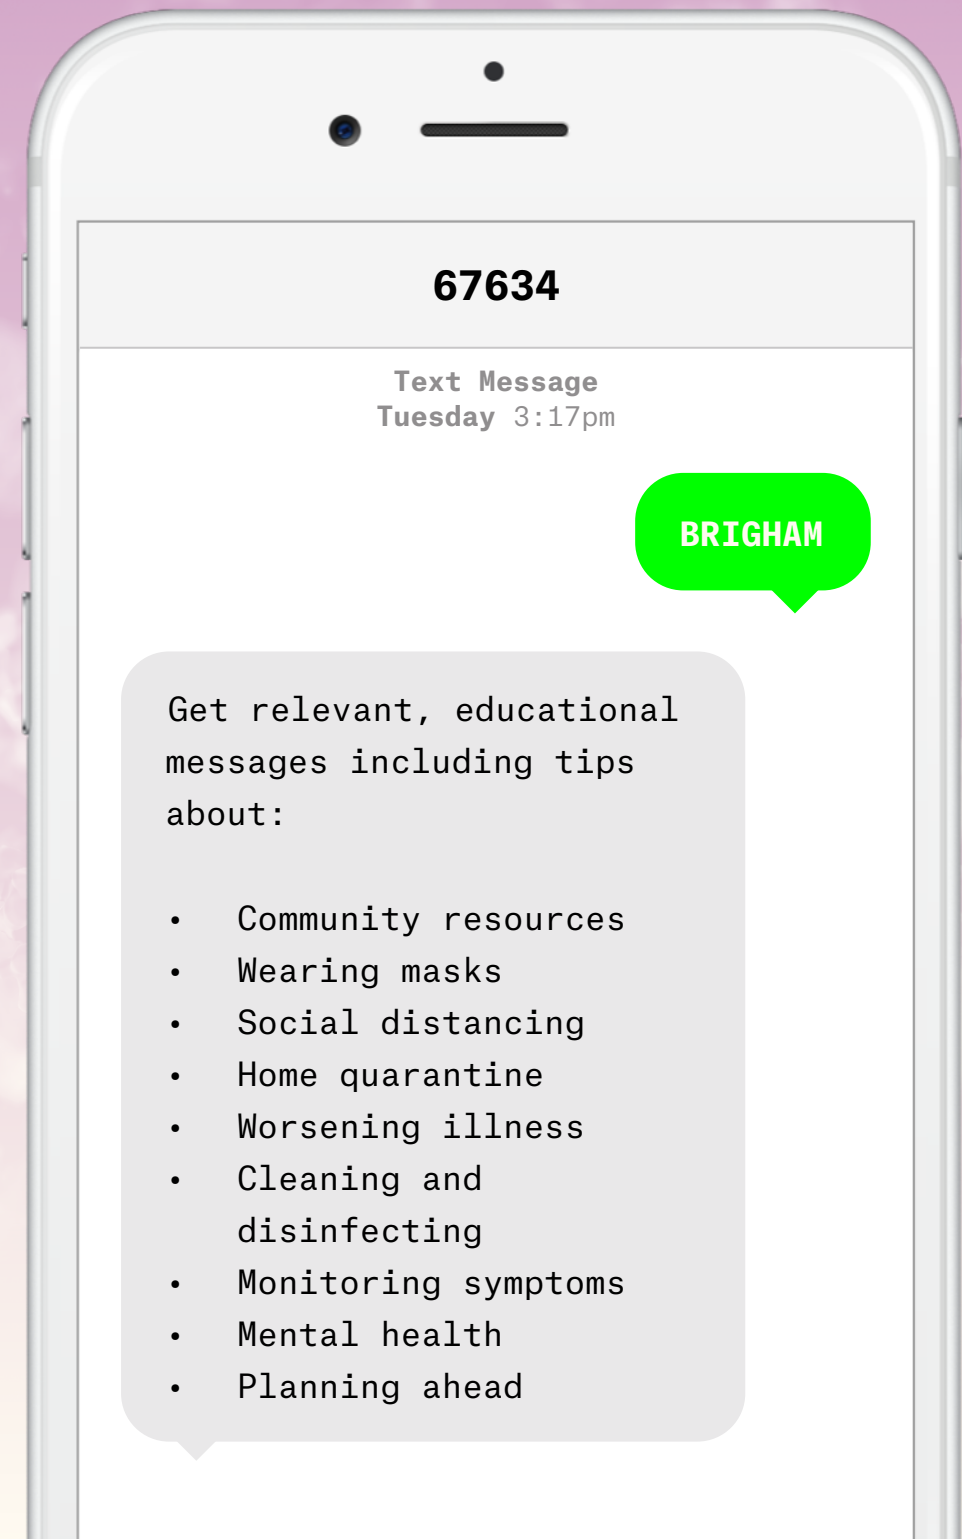 67634
Text Message
Tuesday 3:17pm
BRIGHAM
Get relevant, educational
messages including tips
about:
• Community resources
• Wearing masks
• Social distancing
• Home quarantine
• Worsening illness
• Cleaning and
disinfecting
• Monitoring symptoms
• Mental health
• Planning ahead